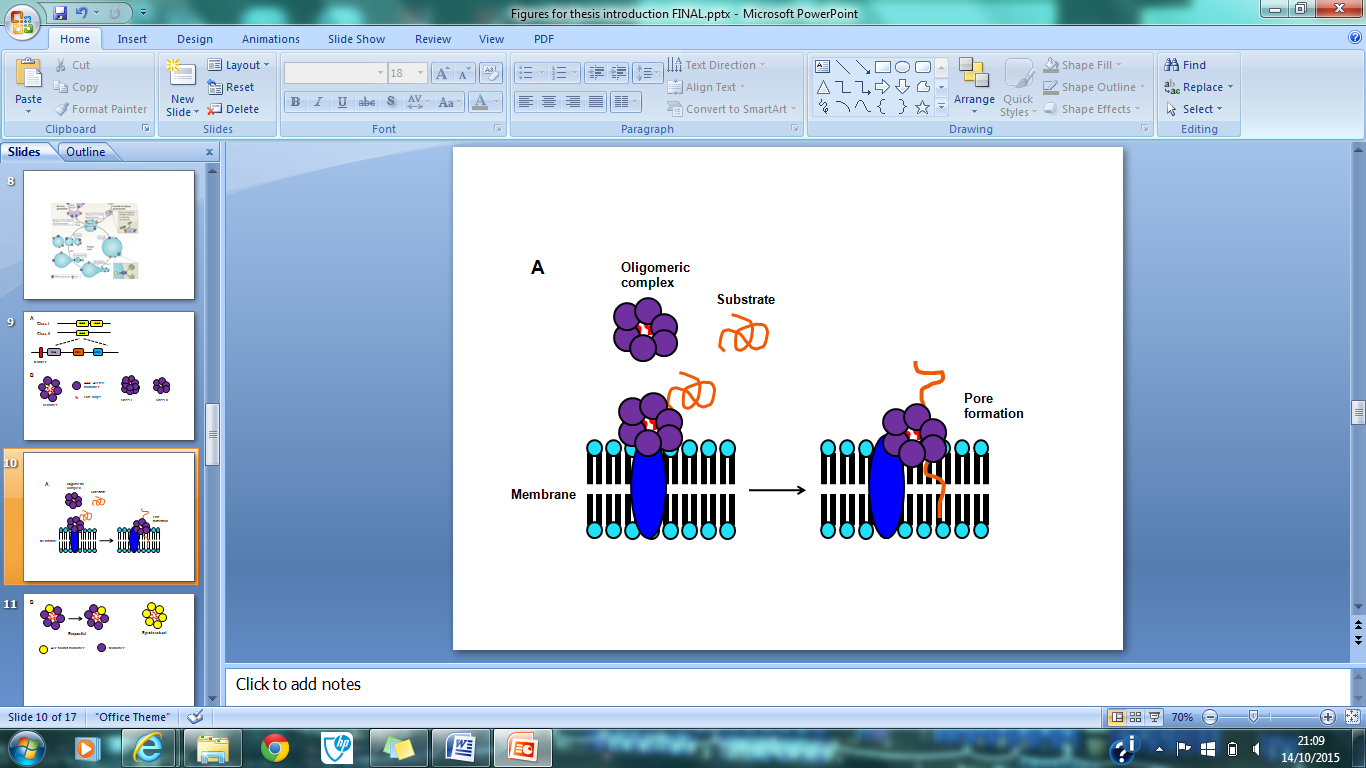 Figures for thesis introduction FINAL.pptx - Microsoft PowerPoint
Home Insert Design Animations Slide Show Review View PDF
Paste
Cut
Copy
Format Painter
Clipboard
New
Slide
Layout
Reset
Delete
Slides
18
B I U abc S AV Aa A
Font
Text Direction
Align Text
Convert to SmartArt
Paragraph
Arrange
Quick
Styles
Shape Fill
Shape Outline
Shape Effects
Drawing
Find
Replace
Select
Editing
Slides Outline x
8
9
10
11
A
Oligomeric
complex
Substrate
Pore
formation
Membrane
Click to add notes
Slide 10 of 17 "Office Theme" 70%
21:09
14/10/2015